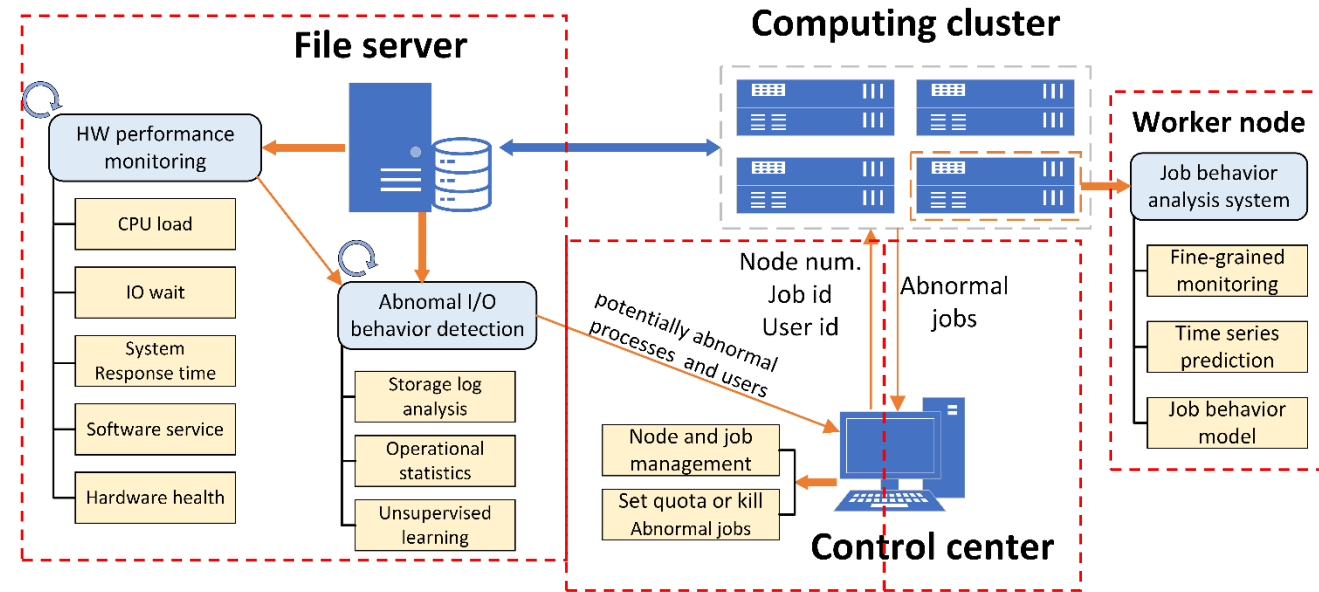 File server
Computing cluster
HW performance
monitoring
CPU load
IO wait
System
Response time
Software service
Hardware health
Abnomal I/O
behavior detection
Storage log
analysis
Operational
statistics
Unsupervised
learning
potentially abnormal
processes and users
Node num.
Job id
User id
Abnormal
jobs
Node and job
management
Set quota or kill
Abnormal jobs
Control center
Worker node
Job behavior
analysis system
Fine-grained
monitoring
Time series
prediction
Job behavior
model